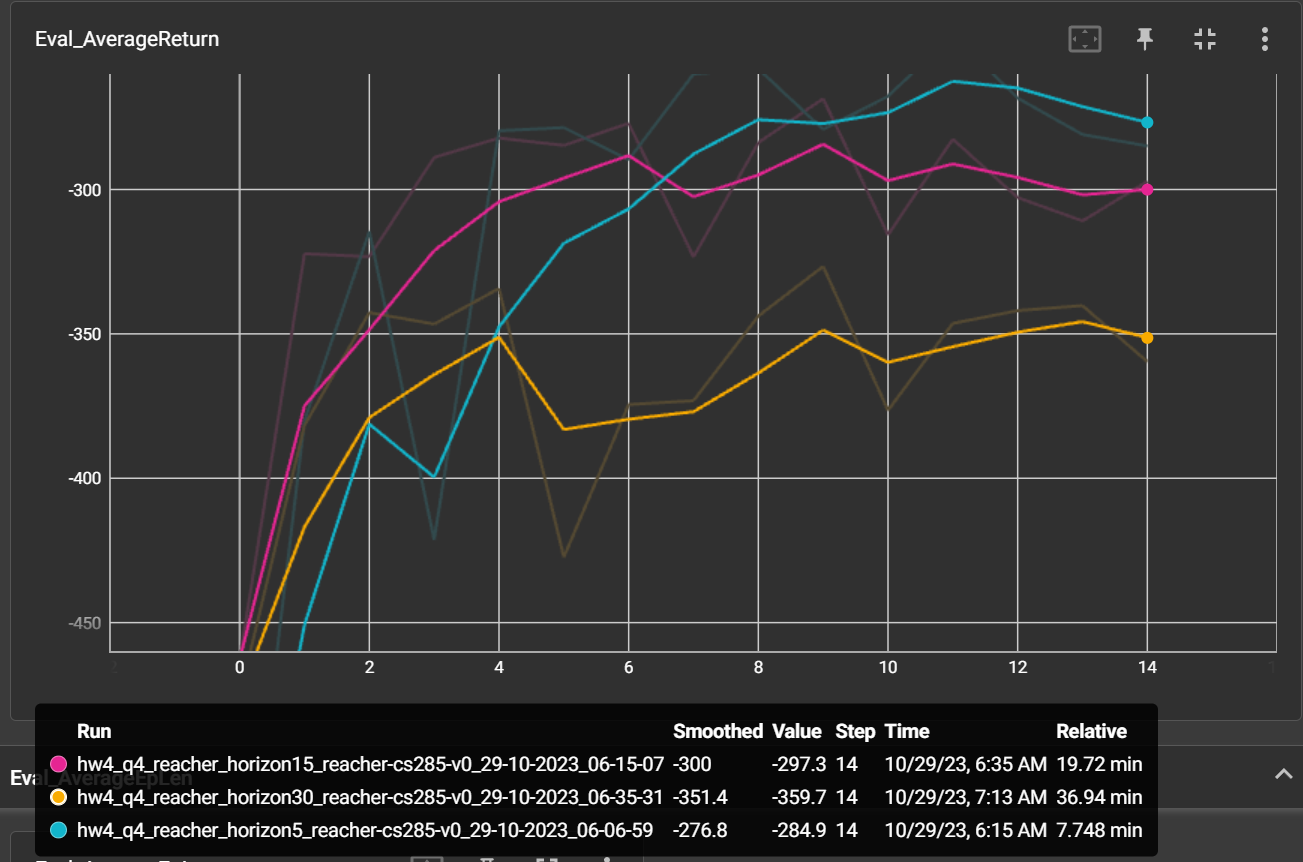 Eval_AverageReturn
-300
-350
-400
-450
0 2 4 6 8 10 12 14
Run Smoothed Value Step Time Relative
hw4_q4_reacher_horizon15_reacher-cs285-v0_29-10-2023_06-15-07 -300 -297.3 14 10/29/23, 6:35 AM 19.72 min
Eval_AverageEpLen
hw4_q4_reacher_horizon30_reacher-cs285-v0_29-10-2023_06-35-31 -351.4 -359.7 14 10/29/23, 7:13 AM 36.94 min
hw4_q4_reacher_horizon5_reacher-cs285-v0_29-10-2023_06-06-59 -276.8 -284.9 14 10/29/23, 6:15 AM 7.748 min